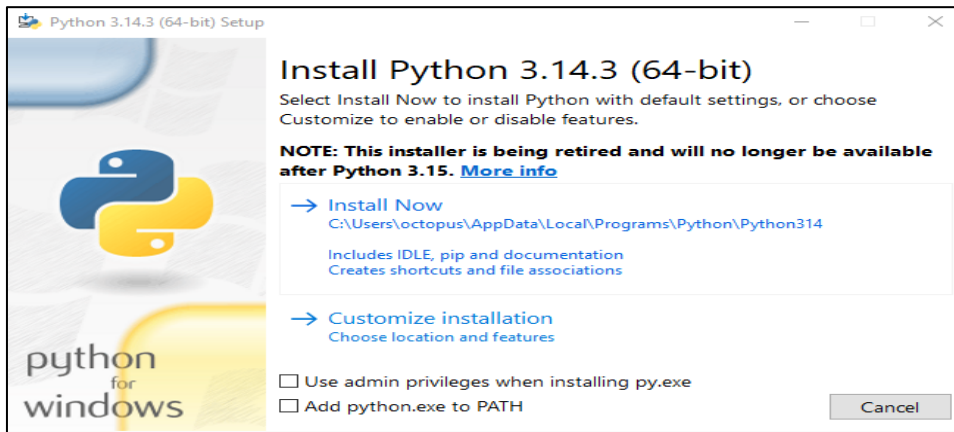 Python 3.14.3 (64-bit) Setup
Install Python 3.14.3 (64-bit)
Select Install Now to install Python with default settings, or choose
Customize to enable or disable features.
NOTE: This installer is being retired and will no longer be available
after Python 3.15. More info
Install Now
C:\Users\octopus\AppData\Local\Programs\Python\Python314
Includes IDLE, pip and documentation
Creates shortcuts and file associations
Customize installation
Choose location and features
python
for
windows
Use admin privileges when installing py.exe
Add python.exe to PATH
Cancel